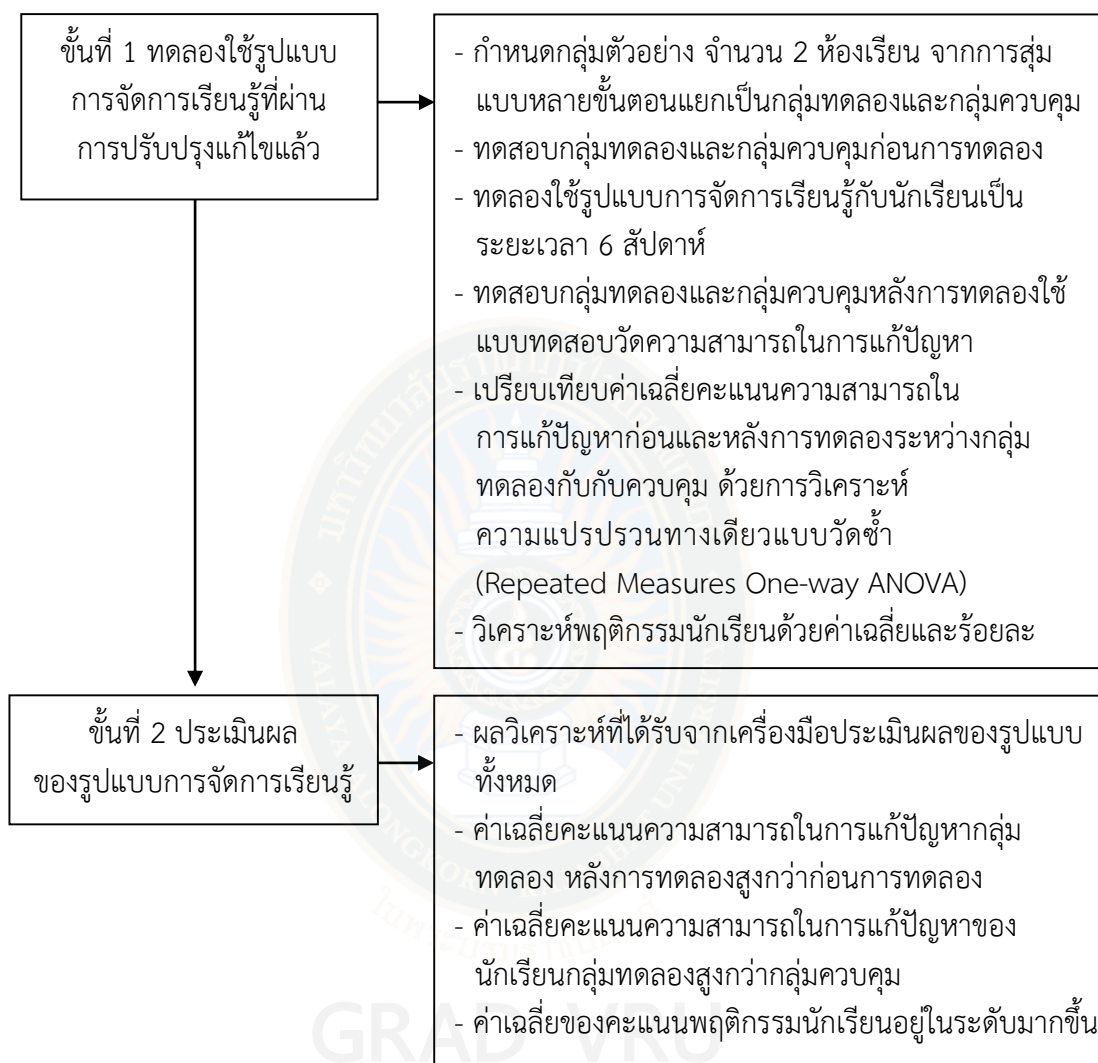 ขั้นที่ 1 ทดลองใช้รูปแบบ
การจัดการเรียนรู้ที่ผ่าน
การปรับปรุงแก้ไขแล้ว
- กำหนดกลุ่มตัวอย่าง จำนวน 2 ห้องเรียน จากการสุ่ม
แบบหลายขั้นตอนแยกเป็นกลุ่มทดลองและกลุ่มควบคุม
- ทดสอบกลุ่มทดลองและกลุ่มควบคุมก่อนการทดลอง
- ทดลองใช้รูปแบบการจัดการเรียนรู้กับนักเรียนเป็น
ระยะเวลา 6 สัปดาห์
- ทดสอบกลุ่มทดลองและกลุ่มควบคุมหลังการทดลองใช้
แบบทดสอบวัดความสามารถในการแก้ปัญหา
- เปรียบเทียบค่าเฉลี่ยคะแนนความสามารถใน
การแก้ปัญหาก่อนและหลังการทดลองระหว่างกลุ่ม
ทดลองกับกับควบคุม ด้วยการวิเคราะห์
ความแปรปรวนทางเดียวแบบวัดซ้ำ
(Repeated Measures One-way ANOVA)
- วิเคราะห์พฤติกรรมนักเรียนด้วยค่าเฉลี่ยและร้อยละ
ขั้นที่ 2 ประเมินผล
ของรูปแบบการจัดการเรียนรู้
- ผลวิเคราะห์ที่ได้รับจากเครื่องมือประเมินผลของรูปแบบ
ทั้งหมด
- ค่าเฉลี่ยคะแนนความสามารถในการแก้ปัญหากลุ่ม
ทดลอง หลังการทดลองสูงกว่าก่อนการทดลอง
- ค่าเฉลี่ยคะแนนความสามารถในการแก้ปัญหาของ
นักเรียนกลุ่มทดลองสูงกว่ากลุ่มควบคุม
- ค่าเฉลี่ยของคะแนนพฤติกรรมนักเรียนอยู่ในระดับมากขึ้น
GRAD VRU